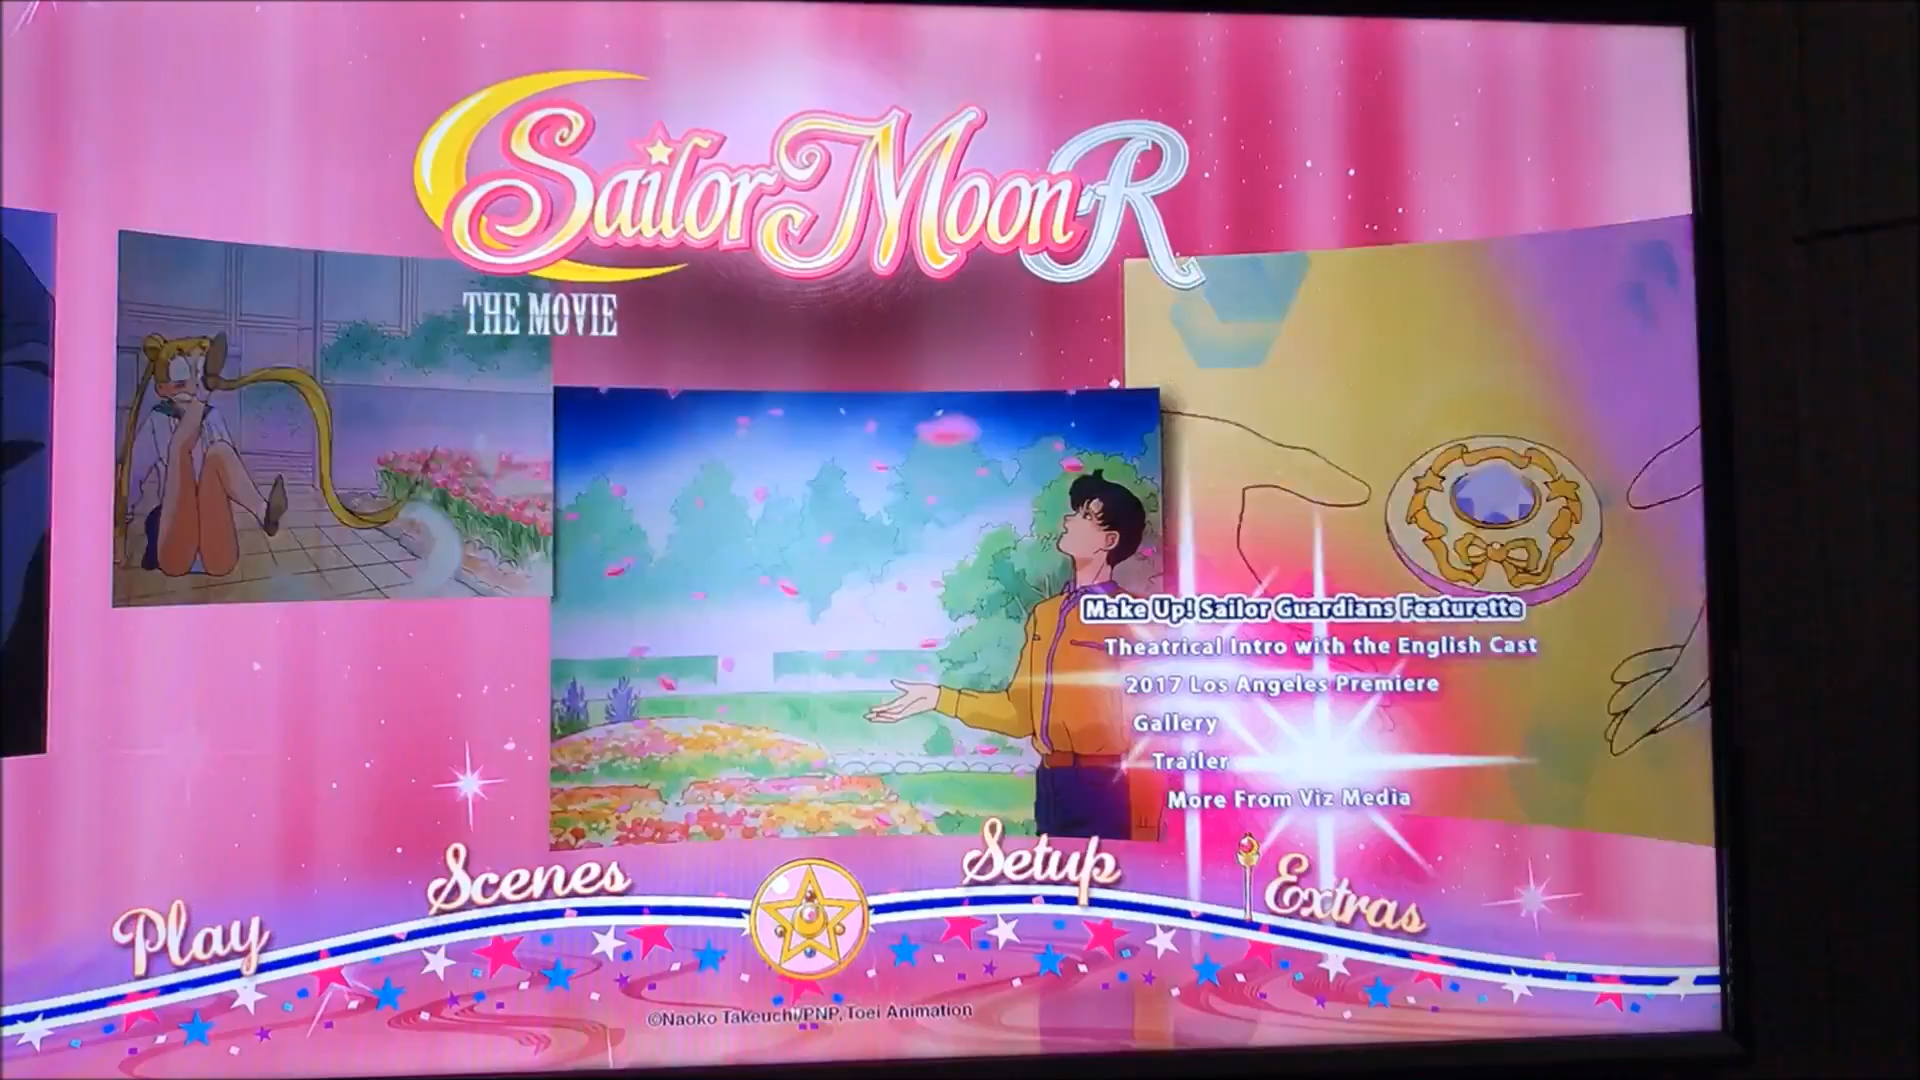 Sailor Moon R
THE MOVIE
Make Up! Sailor Guardians Featurette
Theatrical Intro with the English Cast
2017 Los Angeles Premiere
Gallery
Trailer
More From Viz Media
Play
Scenes
Setup
Extras
©Naoko Takeuchi/PNP, Toei Animation